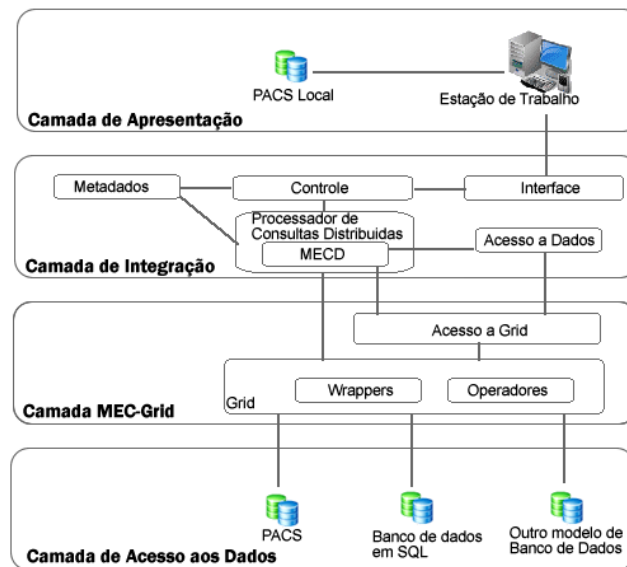 PACS Local
Estação de Trabalho
Camada de Apresentação
Metadados
Controle
Interface
Processador de
Consultas Distribuidas
MECD
Acesso a Dados
Camada de Integração
Acesso a Grid
Grid
Wrappers
Operadores
Camada MEC-Grid
PACS
Banco de dados
em SQL
Outro modelo de
Banco de Dados
Camada de Acesso aos Dados